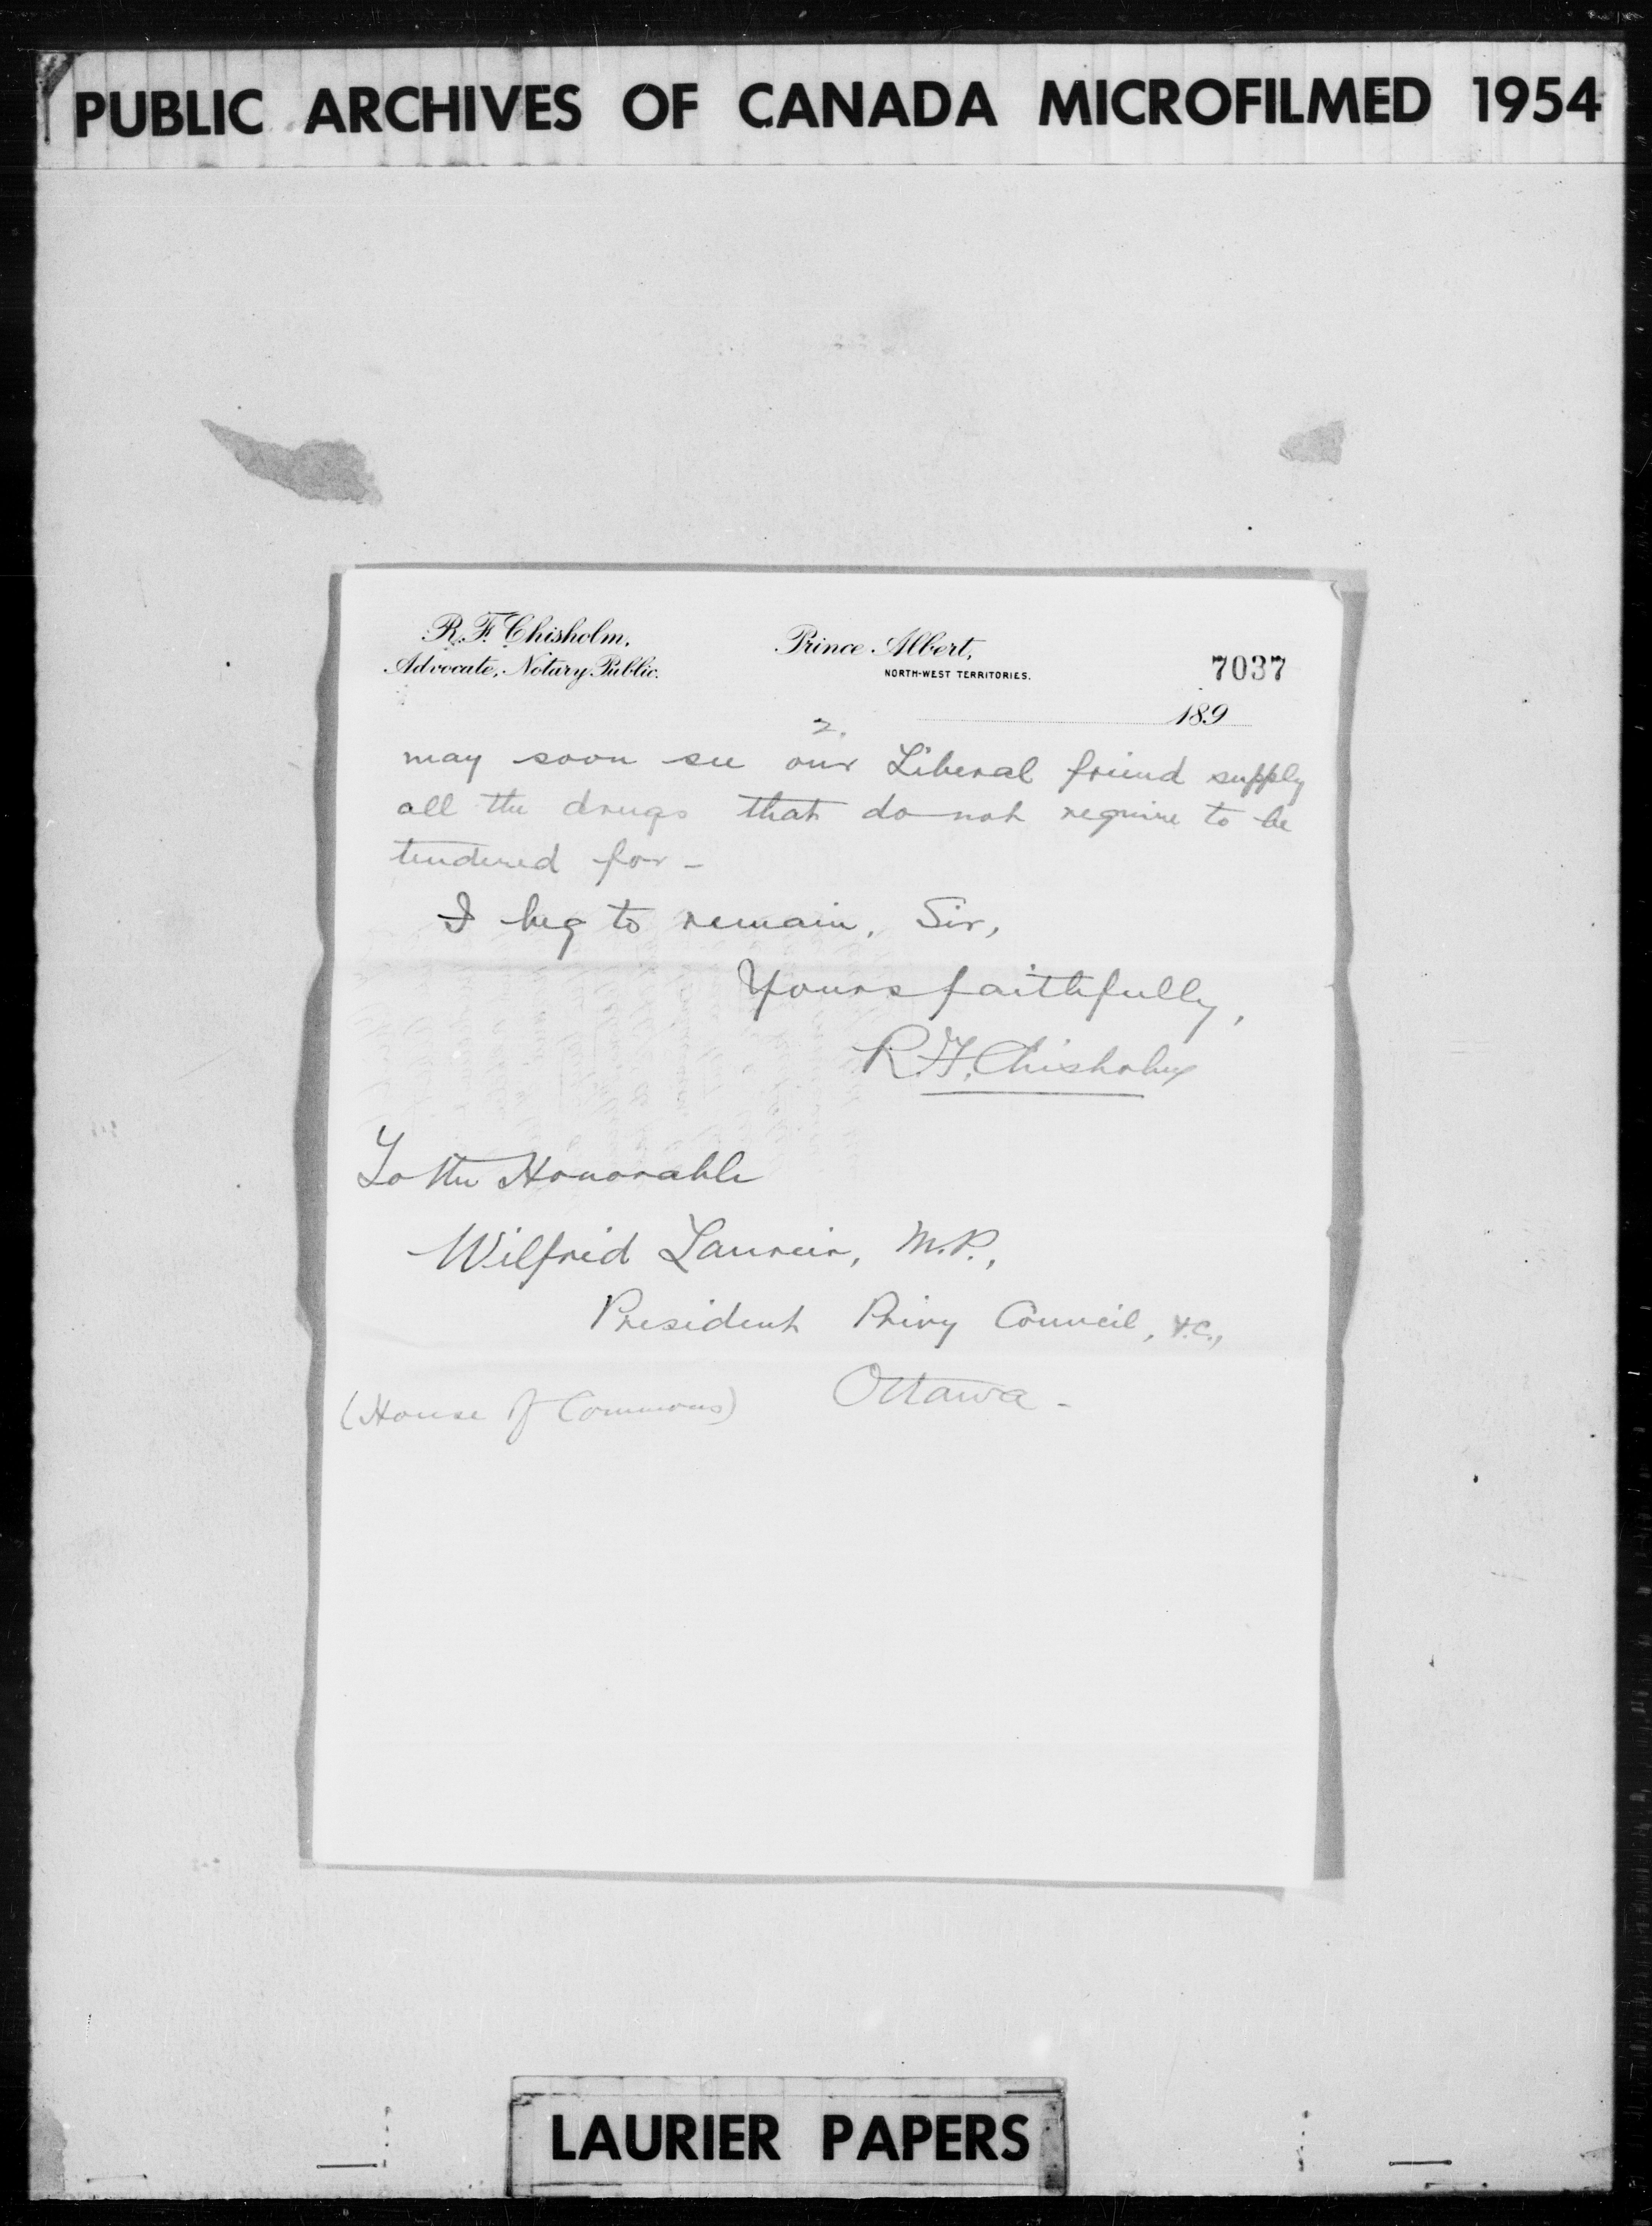 PUBLIC ARCHIVES OF CANADA MICROFILMED 1954
R. F. Chisholm,
Advocate, Notary Public.
Prince Albert,
NORTH-WEST TERRITORIES.
7037
189
2.
may soon see our Liberal friend supply
all the drugs that do not require to be
tendered for -
I beg to remain, Sir,
Yours faithfully,
R. F. Chisholm
To the Honorable
Wilfrid Laureir, M.P.,
President Privy Council, &c.,
Ottawa -
(House of Commons)
LAURIER PAPERS